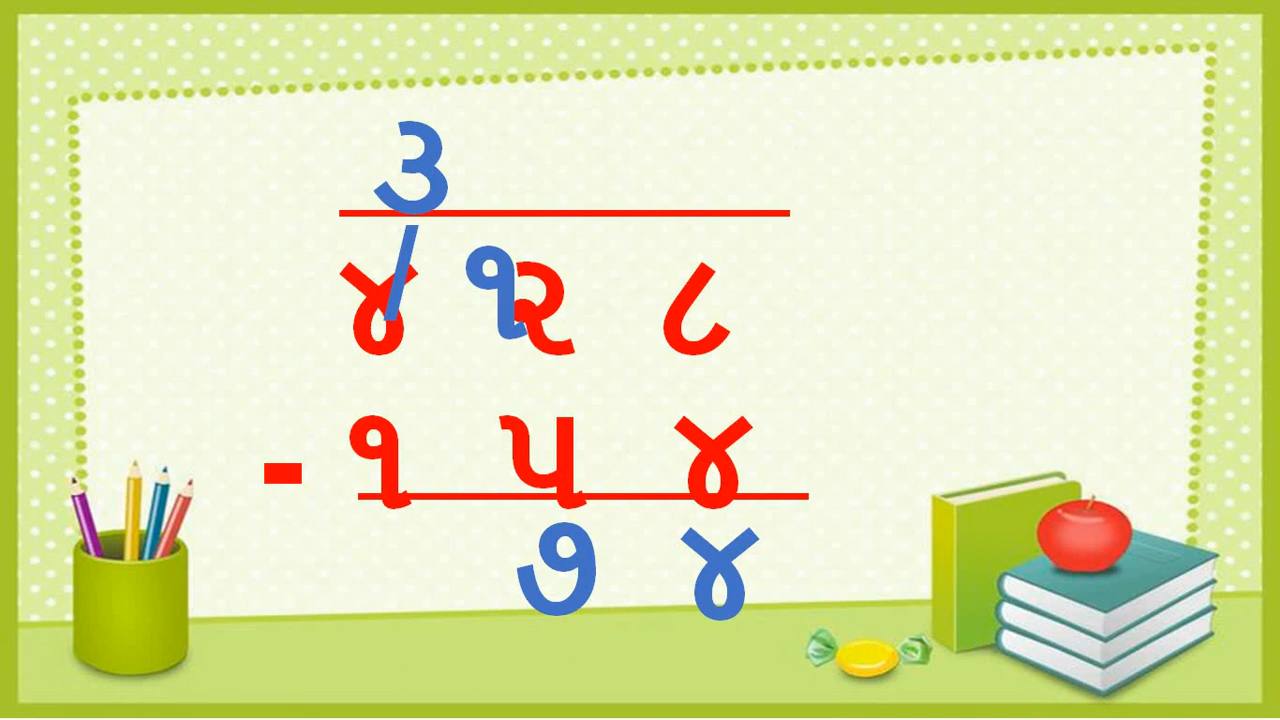 ૩
૪ ૧૨ ૮
- ૧ ૫ ૪
૭ ૪